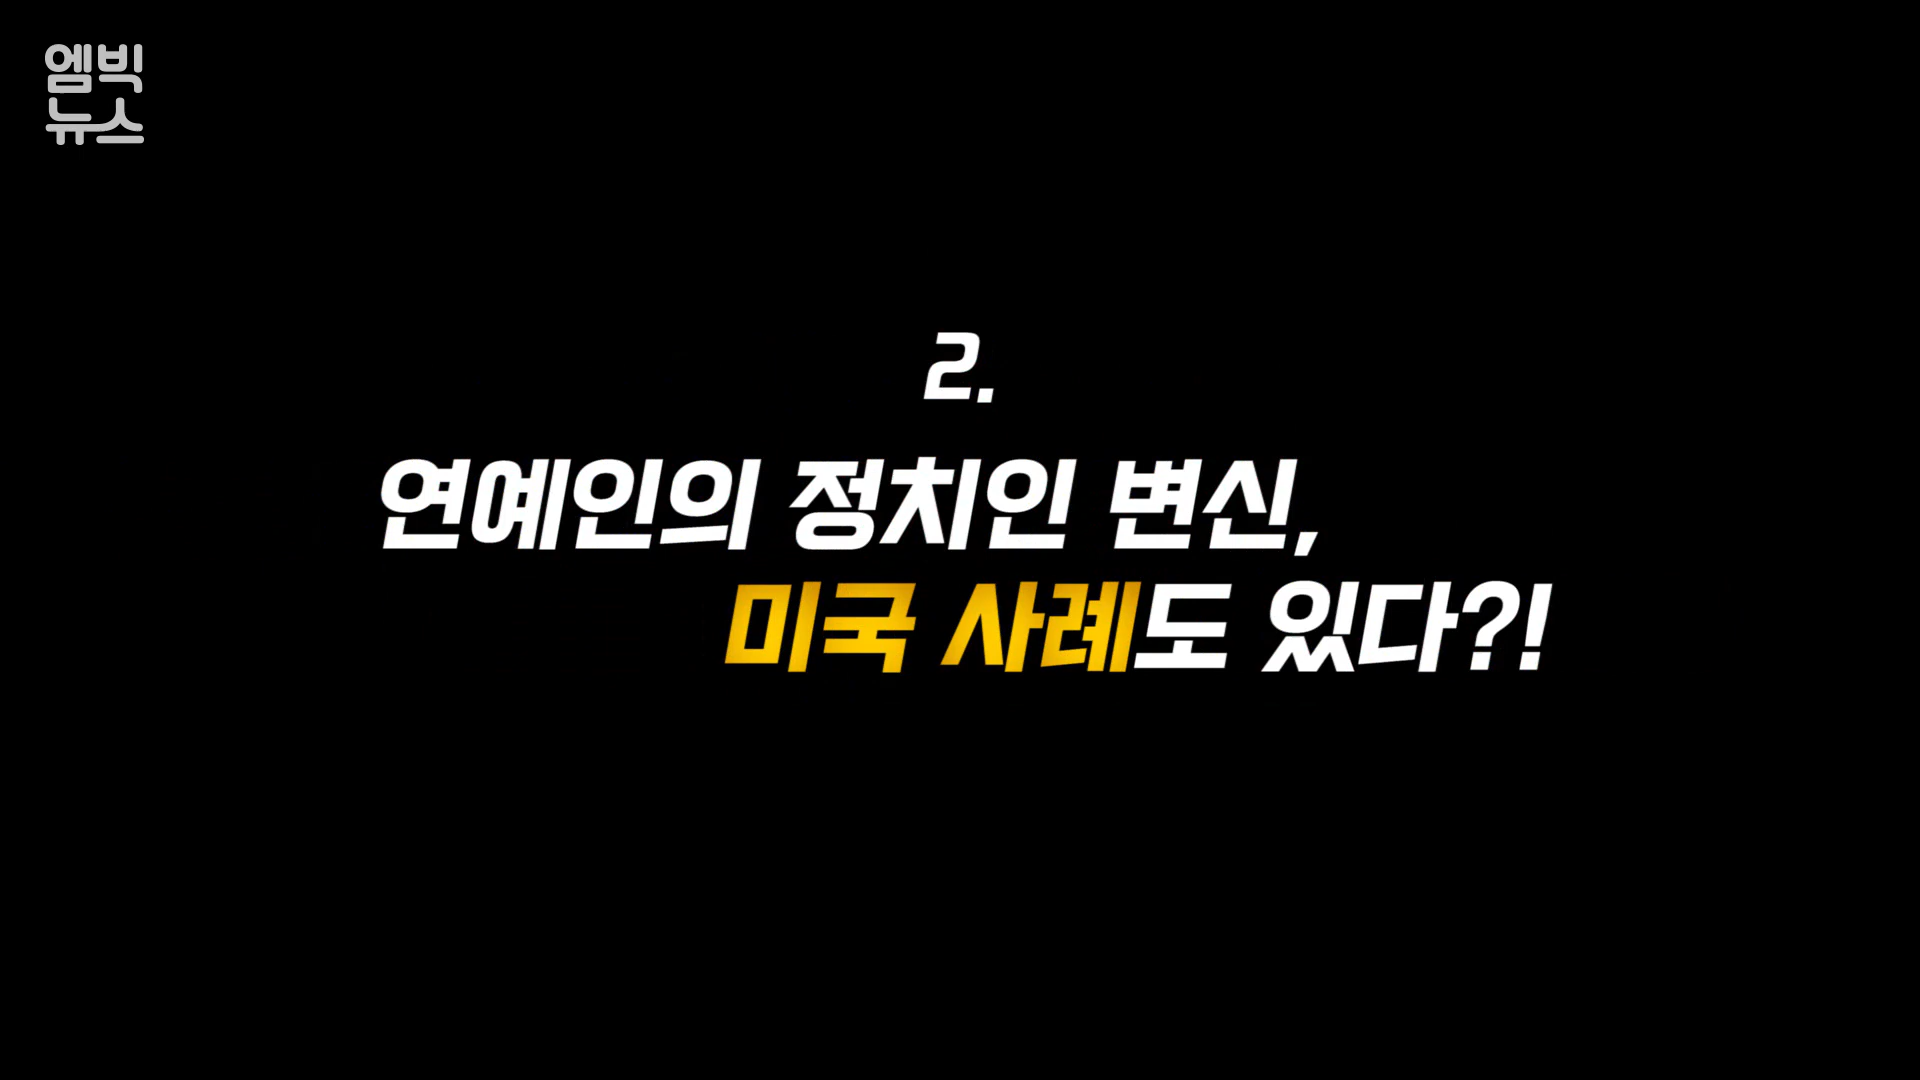 엠빅
뉴스
2.
연예인의 정치인 변신,
미국 사례도 있다?!